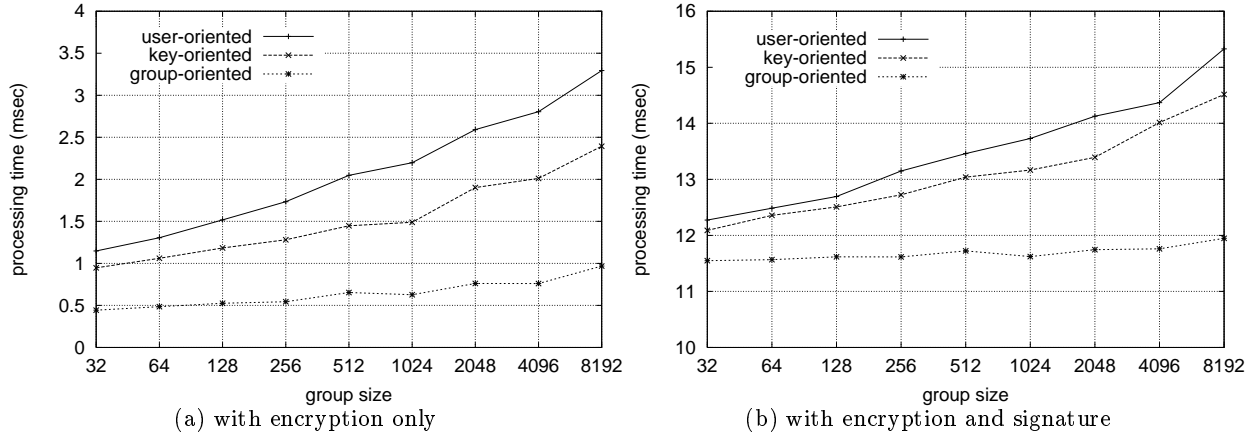 4
3.5
3
2.5
2
1.5
1
0.5
0
processing time (msec)
user-oriented
key-oriented
group-oriented
32 64 128 256 512 1024 2048 4096 8192
group size
(a) with encryption only
16
15
14
13
12
11
10
processing time (msec)
user-oriented
key-oriented
group-oriented
32 64 128 256 512 1024 2048 4096 8192
group size
(b) with encryption and signature